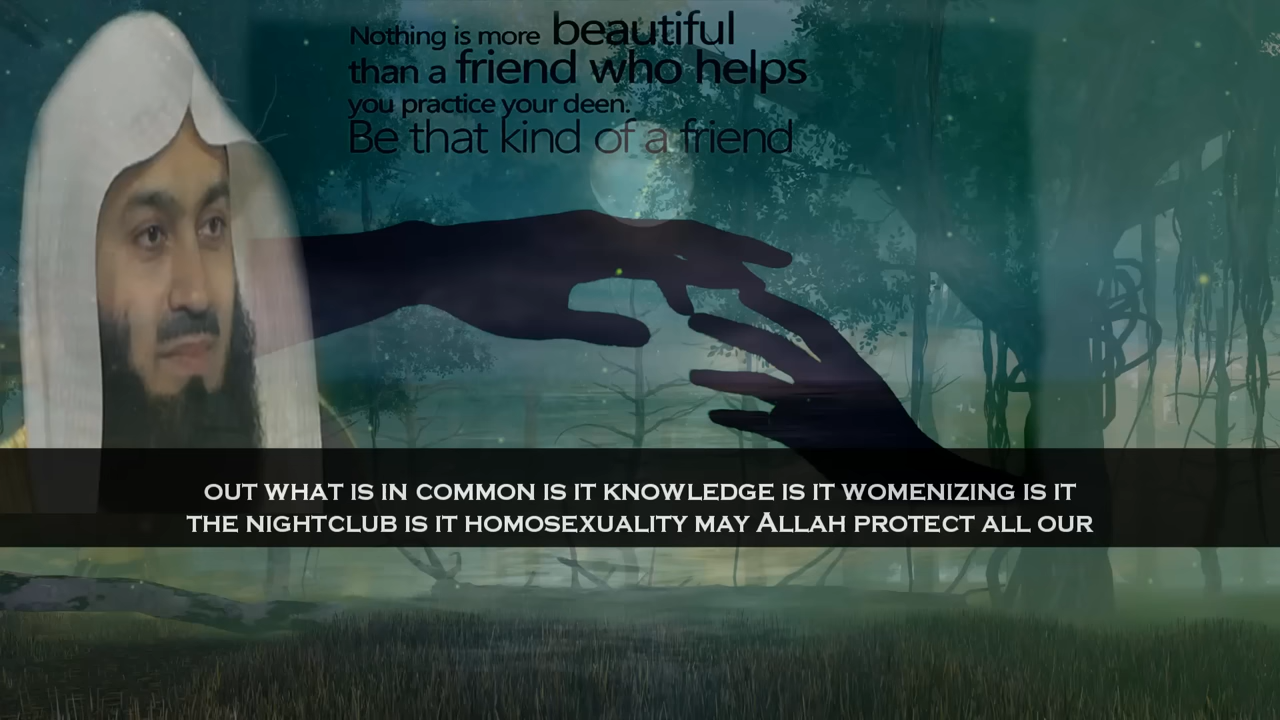 Nothing is more beautiful
than a friend who helps
you practice your deen.
Be that kind of a friend
OUT WHAT IS IN COMMON IS IT KNOWLEDGE IS IT WOMENIZING IS IT
THE NIGHTCLUB IS IT HOMOSEXUALITY MAY ALLAH PROTECT ALL OUR